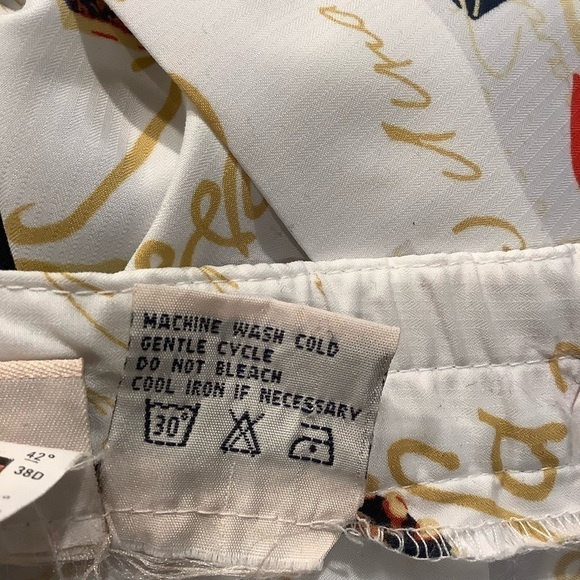 MACHINE WASH COLD
GENTLE CYCLE
DO NOT BLEACH
COOL IRON IF NECESSARY
30°
42°
38D